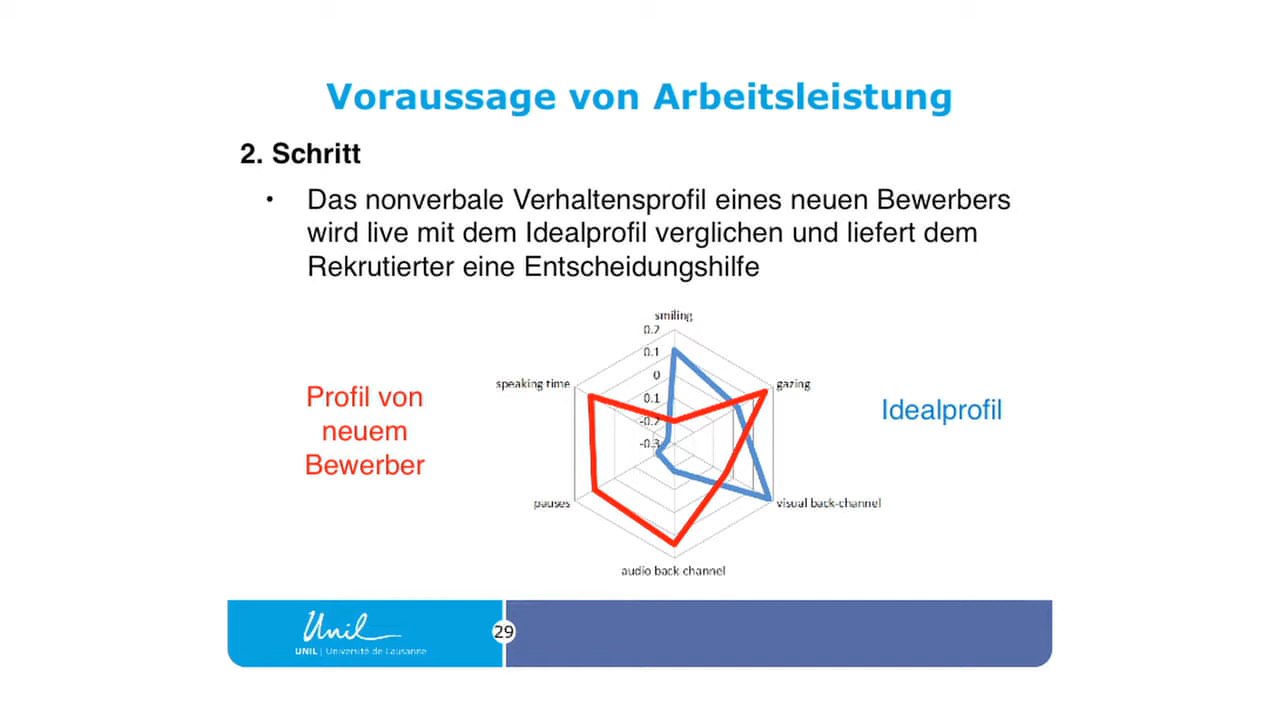 Voraussage von Arbeitsleistung
2. Schritt
• Das nonverbale Verhaltensprofil eines neuen Bewerbers
wird live mit dem Idealprofil verglichen und liefert dem
Rekrutierter eine Entscheidungshilfe
smiling
0.2
0.1
0
0.1
-0.2
-0.3
speaking time
gazing
Profil von
neuem
Bewerber
Idealprofil
pauses
visual back-channel
audio back channel
Unil
UNIL | Université de Lausanne
29